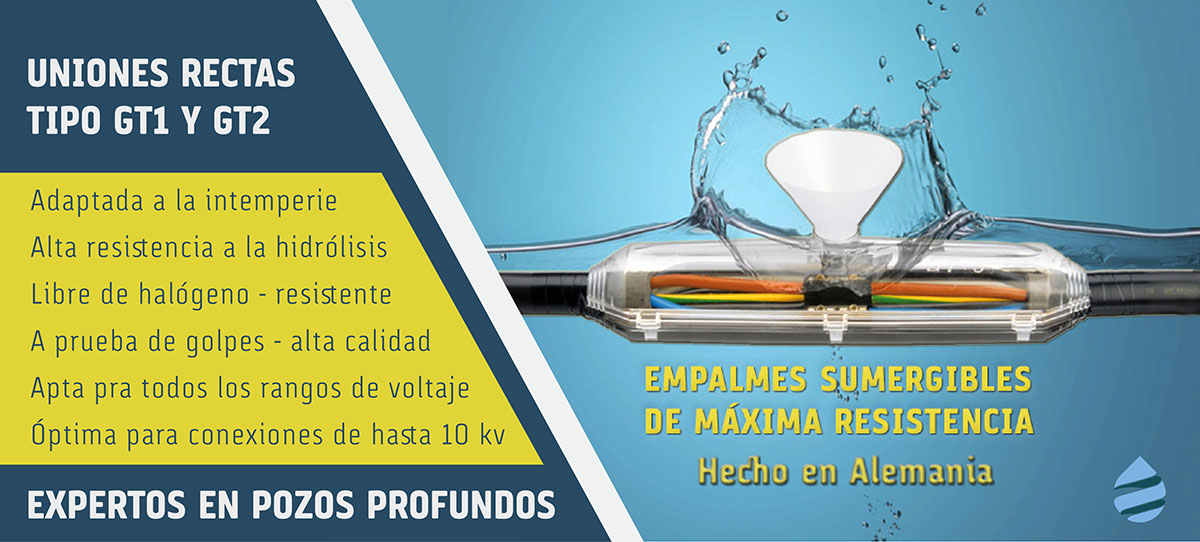 UNIONES RECTAS
TIPO GT1 Y GT2
Adaptada a la intemperie
Alta resistencia a la hidrólisis
Libre de halógeno - resistente
A prueba de golpes - alta calidad
Apta pra todos los rangos de voltaje
Óptima para conexiones de hasta 10 kv
EXPERTOS EN POZOS PROFUNDOS
EMPALMES SUMERGIBLES
DE MÁXIMA RESISTENCIA
Hecho en Alemania